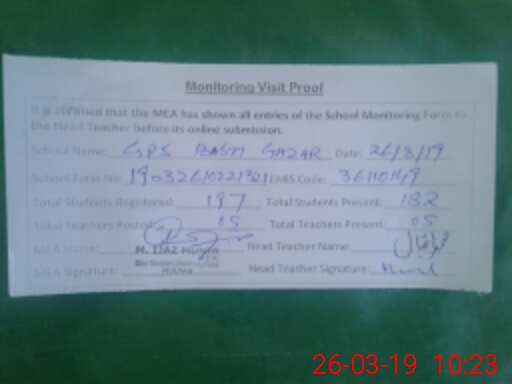 Monitoring Visit Proof
It is certified that the MEA has shown all entries of the School Monitoring Form to
the Head Teacher before its online submission.
School Name: GPS BASTI GAZAR Date: 26/3/19
School Form No: EMIS Code:
Total Students Registered: 197 Total Students Present: 182
Total Teachers Posted: 05 Total Teachers Present: 05
MEA Name: M. IJAZ Head Teacher Name:
MEA Signature: Head Teacher Signature:
26-03-19 10:23